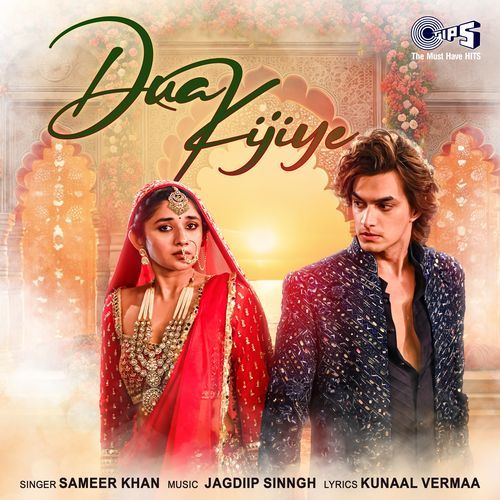 TIPS
The Must Have HITS
Dua
Kijiye
SINGER SAMEER KHAN MUSIC JAGDIIP SINNGH LYRICS KUNAAL VERMAA